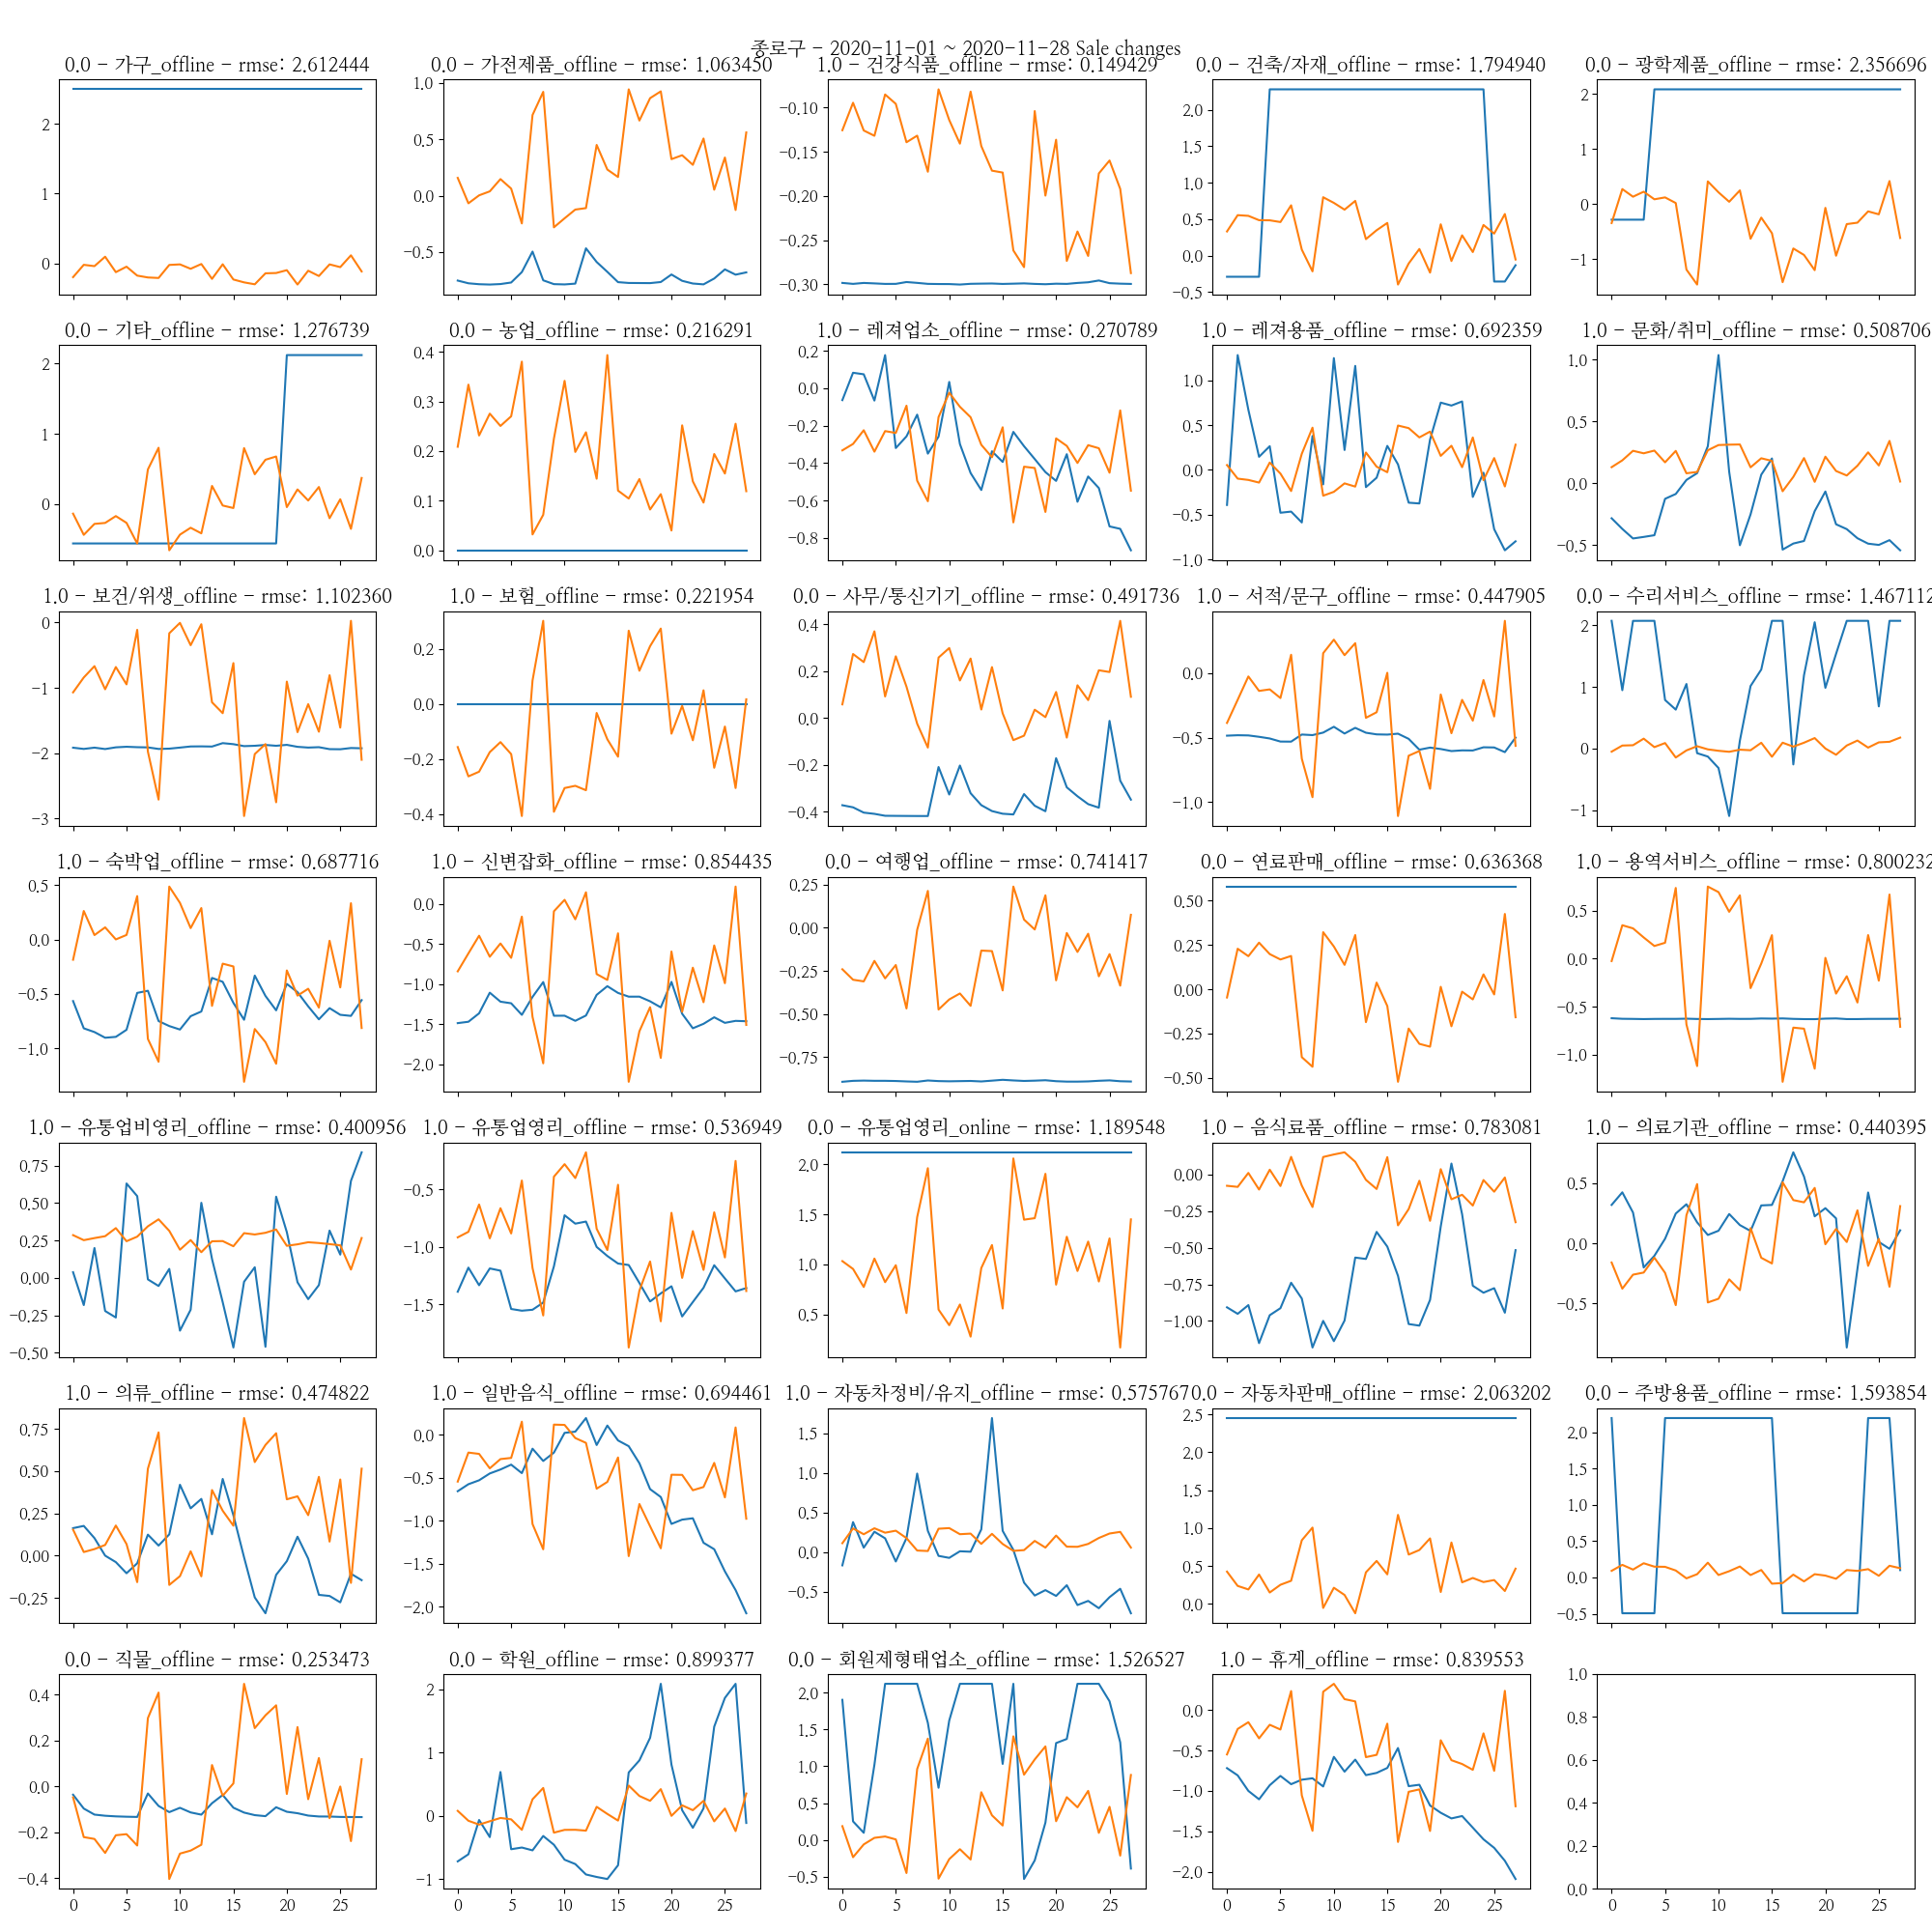 종로구 - 2020-11-01 ~ 2020-11-28 Sale changes
0.0 - 가구_offline - rmse: 2.612444
0.0 - 가전제품_offline - rmse: 1.063450
1.0 - 건강식품_offline - rmse: 0.149429
0.0 - 건축/자재_offline - rmse: 1.794940
0.0 - 광학제품_offline - rmse: 2.356696
0.0 - 기타_offline - rmse: 1.276739
0.0 - 농업_offline - rmse: 0.216291
1.0 - 레져업소_offline - rmse: 0.270789
1.0 - 레져용품_offline - rmse: 0.692359
1.0 - 문화/취미_offline - rmse: 0.508706
1.0 - 보건/위생_offline - rmse: 1.102360
1.0 - 보험_offline - rmse: 0.221954
0.0 - 사무/통신기기_offline - rmse: 0.491736
1.0 - 서적/문구_offline - rmse: 0.447905
0.0 - 수리서비스_offline - rmse: 1.467112
1.0 - 숙박업_offline - rmse: 0.687716
1.0 - 신변잡화_offline - rmse: 0.854435
0.0 - 여행업_offline - rmse: 0.741417
0.0 - 연료판매_offline - rmse: 0.636368
1.0 - 용역서비스_offline - rmse: 0.800232
1.0 - 유통업비영리_offline - rmse: 0.400956
1.0 - 유통업영리_offline - rmse: 0.536949
0.0 - 유통업영리_online - rmse: 1.189548
1.0 - 음식료품_offline - rmse: 0.783081
1.0 - 의료기관_offline - rmse: 0.440395
1.0 - 의류_offline - rmse: 0.474822
1.0 - 일반음식_offline - rmse: 0.694461
1.0 - 자동차정비/유지_offline - rmse: 0.575767
0.0 - 자동차판매_offline - rmse: 2.063202
0.0 - 주방용품_offline - rmse: 1.593854
0.0 - 직물_offline - rmse: 0.253473
0.0 - 학원_offline - rmse: 0.899377
0.0 - 회원제형태업소_offline - rmse: 1.526527
1.0 - 휴게_offline - rmse: 0.839553
0 5 10 15 20 25
0 5 10 15 20 25
0 5 10 15 20 25
0 5 10 15 20 25
0 5 10 15 20 25